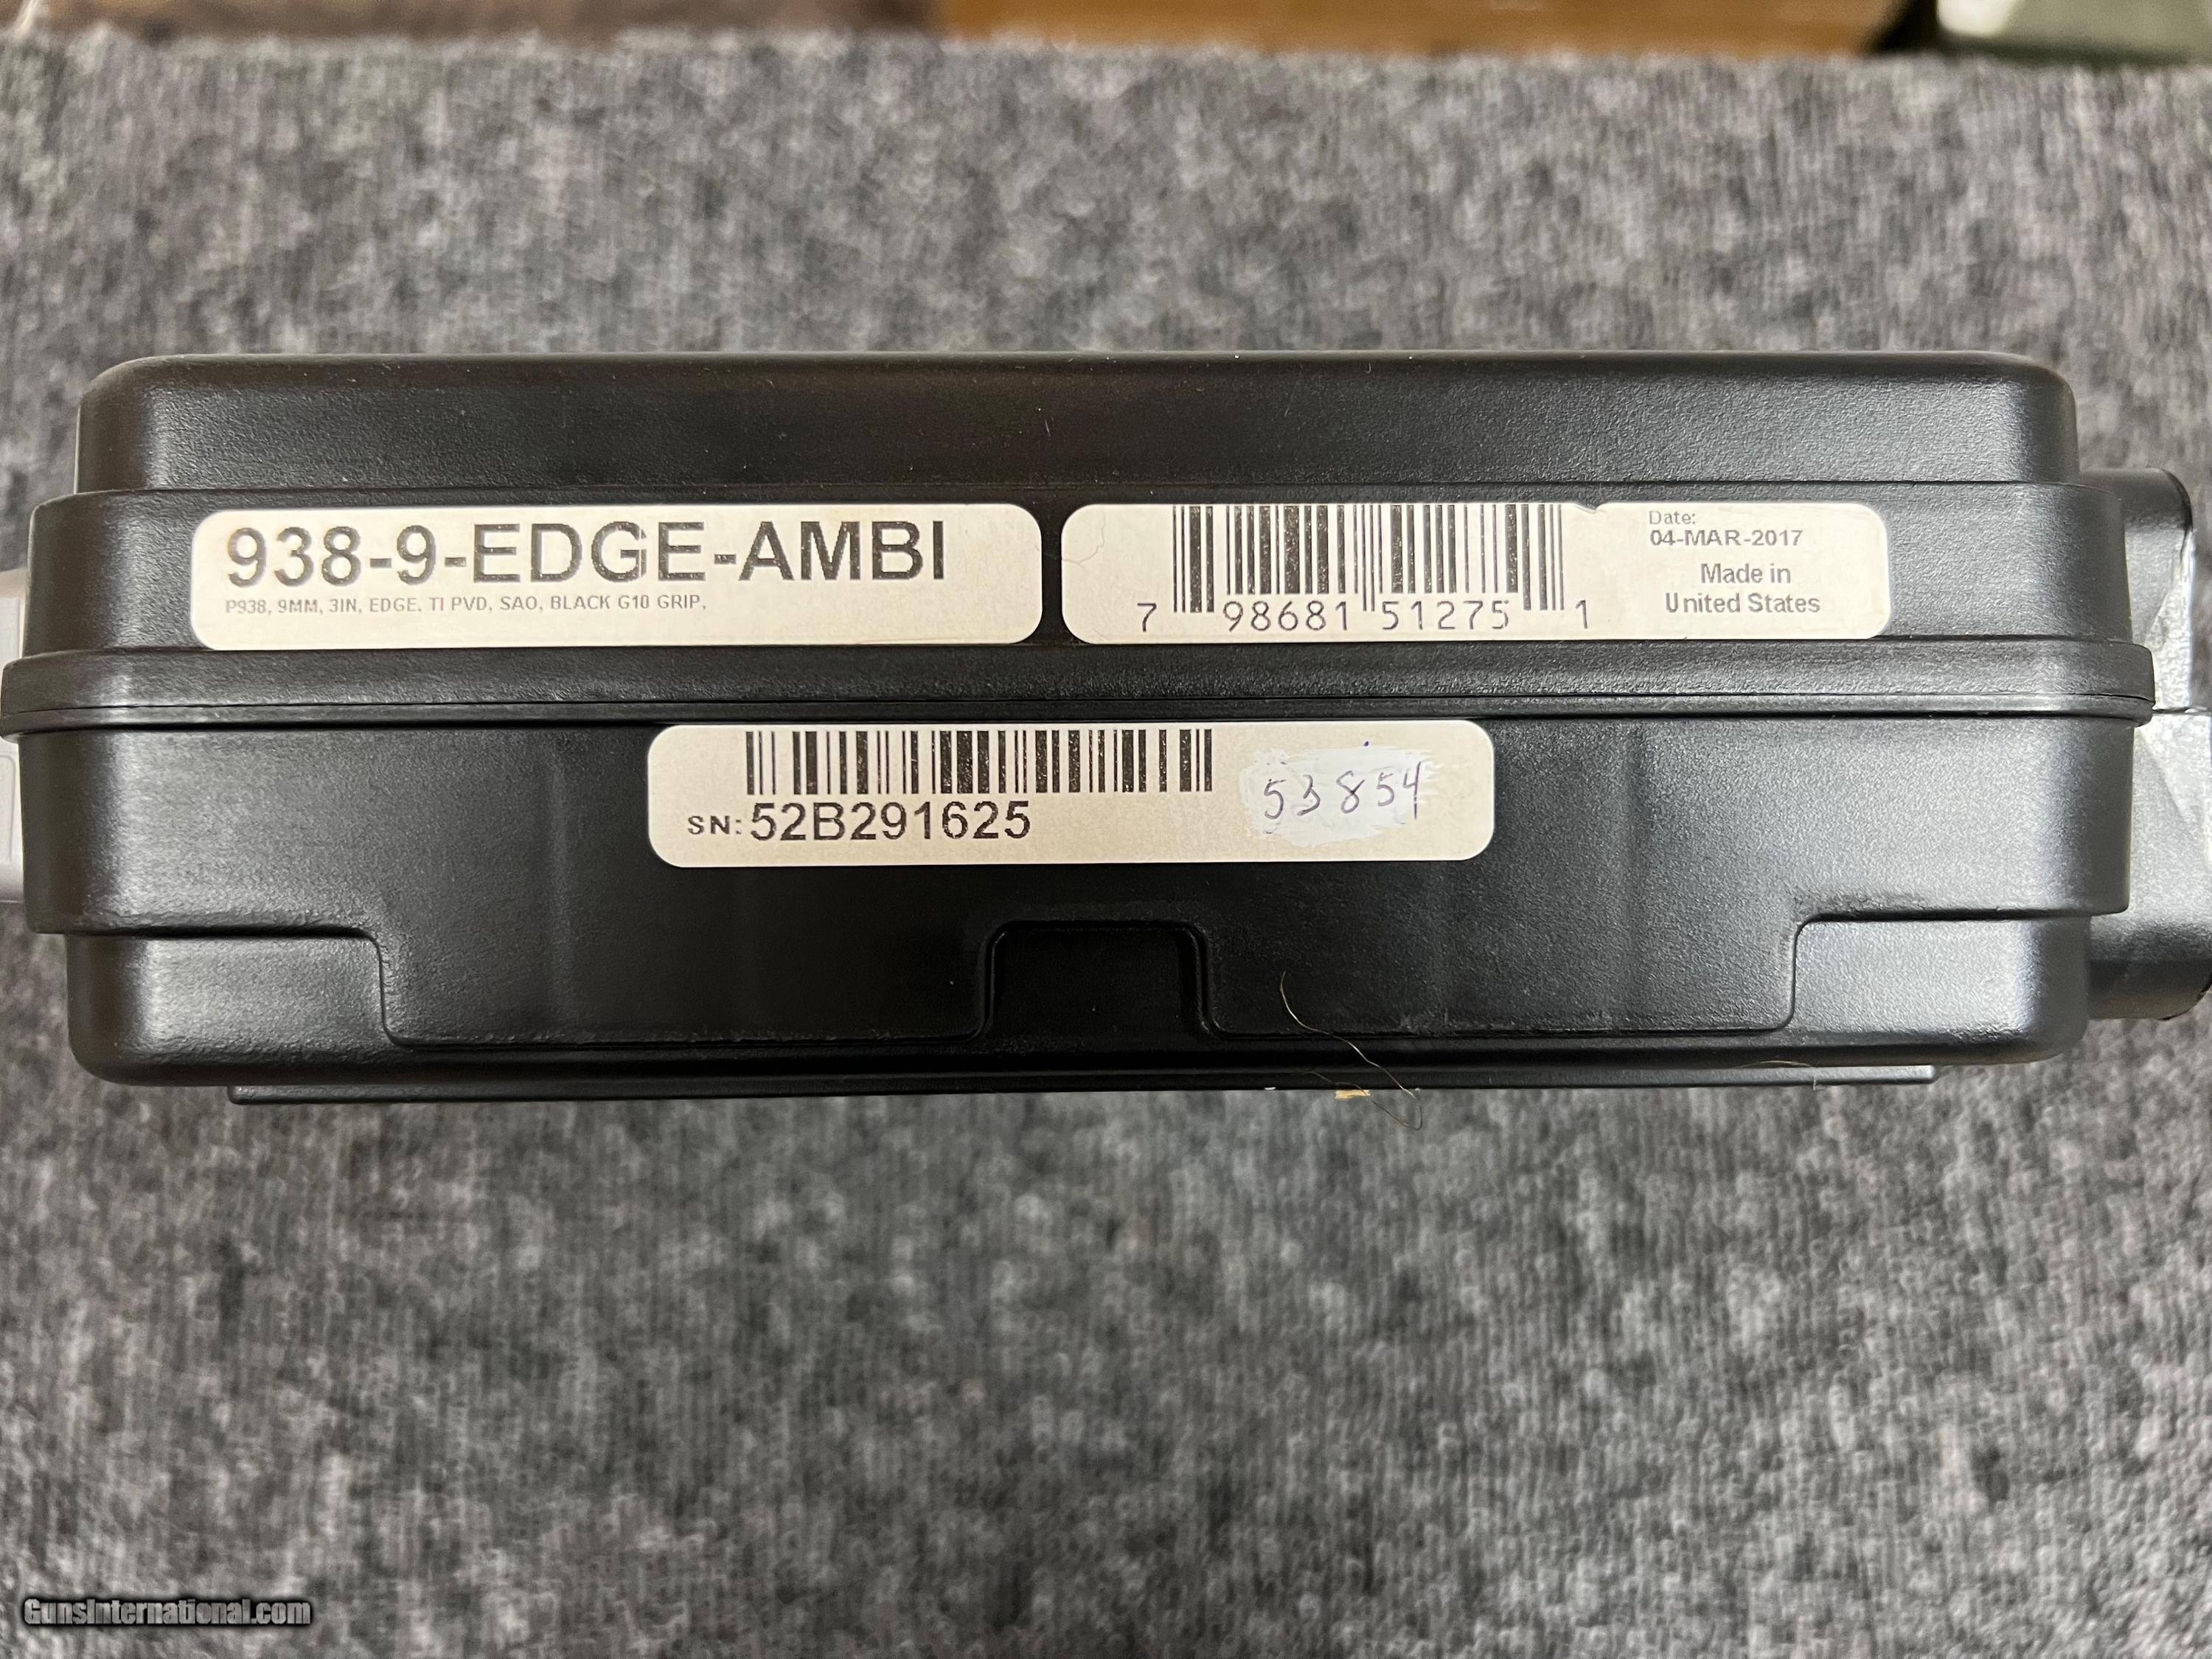 938-9-EDGE-AMBI
P938, 9MM, 3IN, EDGE, TI PVD, SAO, BLACK G10 GRIP,
7 98681 51275 1
Date:
04-MAR-2017
Made in
United States
SN: 52B291625
53854
GunsInternational.com